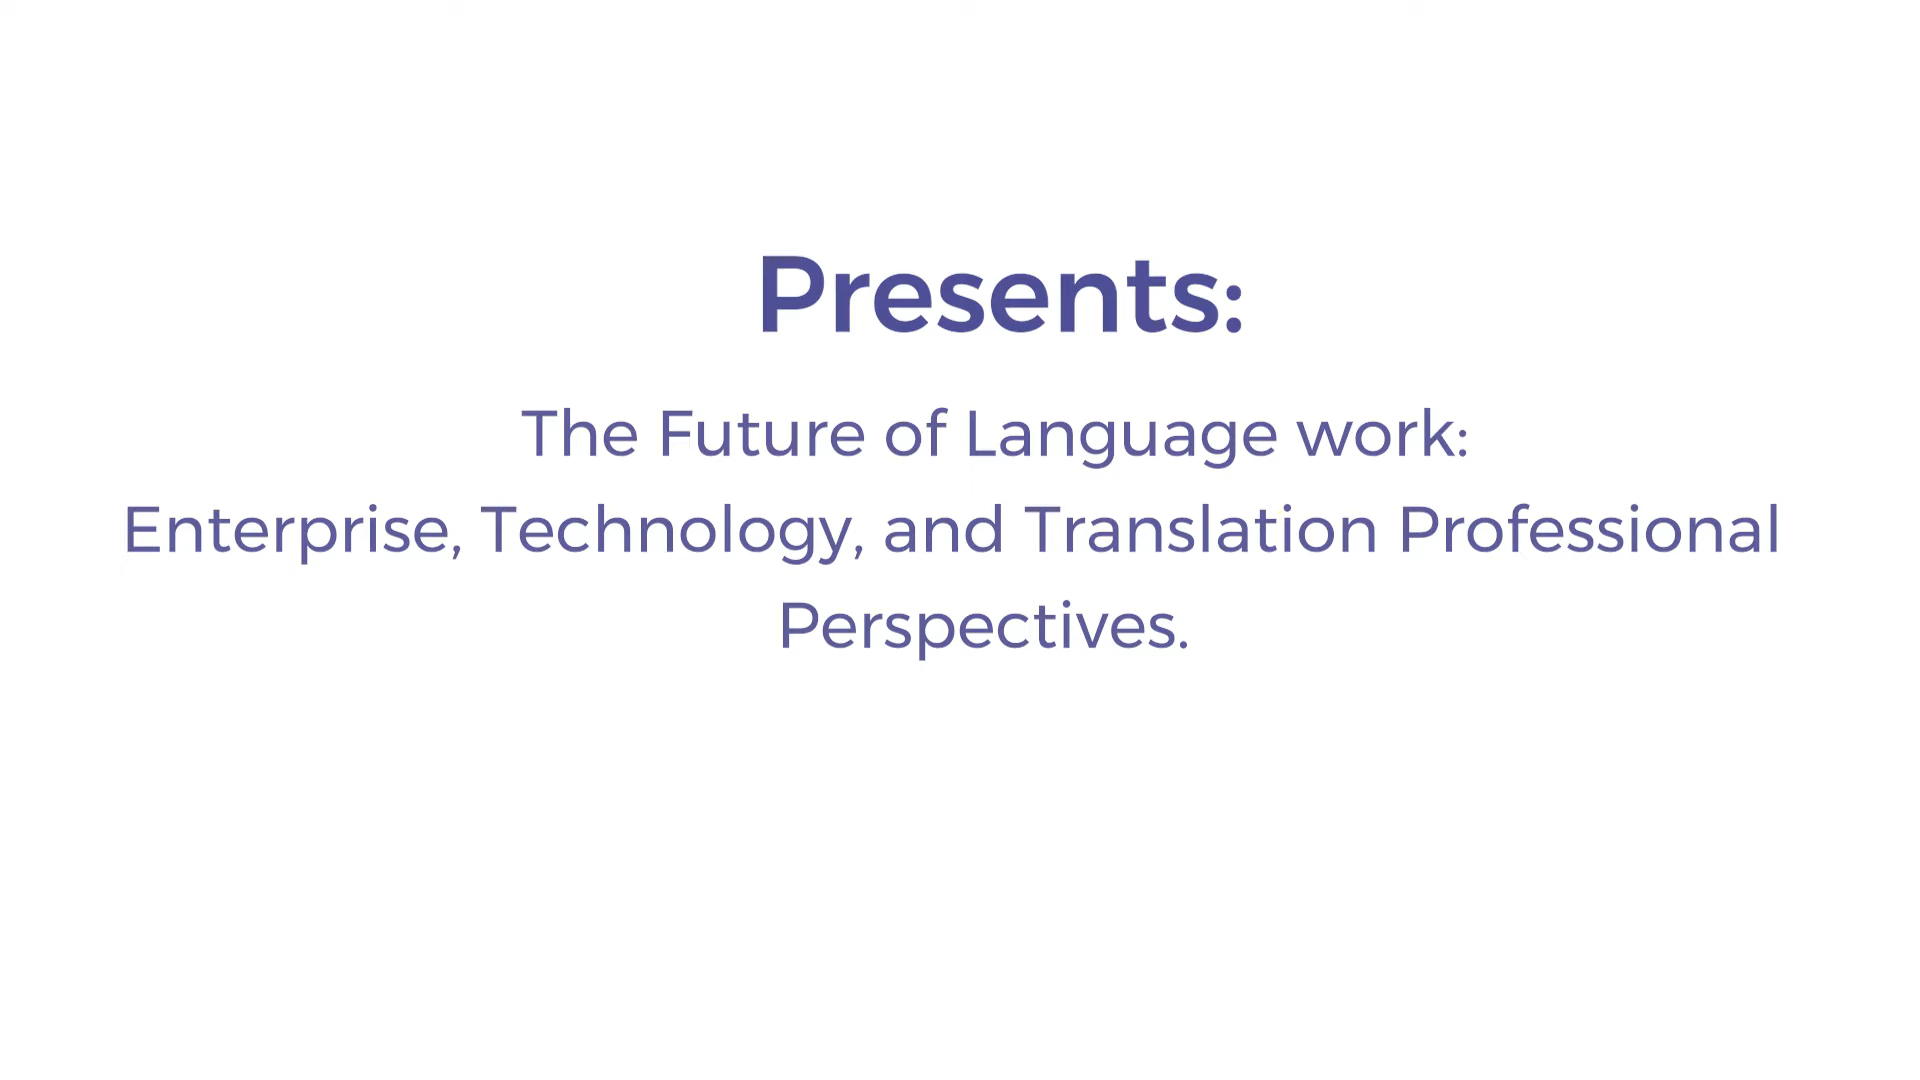 Presents:
The Future of Language work:
Enterprise, Technology, and Translation Professional
Perspectives.